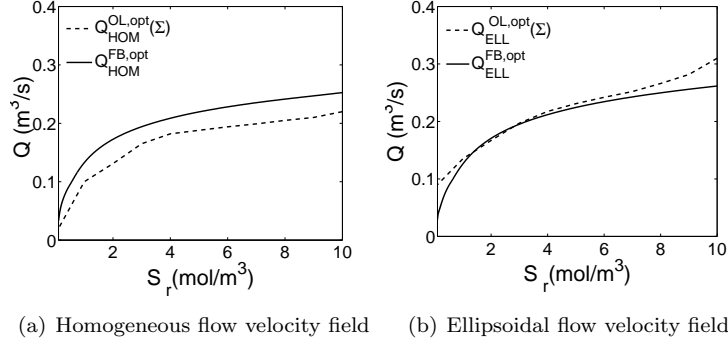 0.4
0.3
0.2
0.1
0
Q (m³/s)
Q_HOM^OL,opt(Σ)
Q_HOM^FB,opt
2 4 6 8 10
S_r(mol/m³)
(a) Homogeneous flow velocity field
0.4
0.3
0.2
0.1
0
Q (m³/s)
Q_ELL^OL,opt(Σ)
Q_ELL^FB,opt
2 4 6 8 10
S_r(mol/m³)
(b) Ellipsoidal flow velocity field